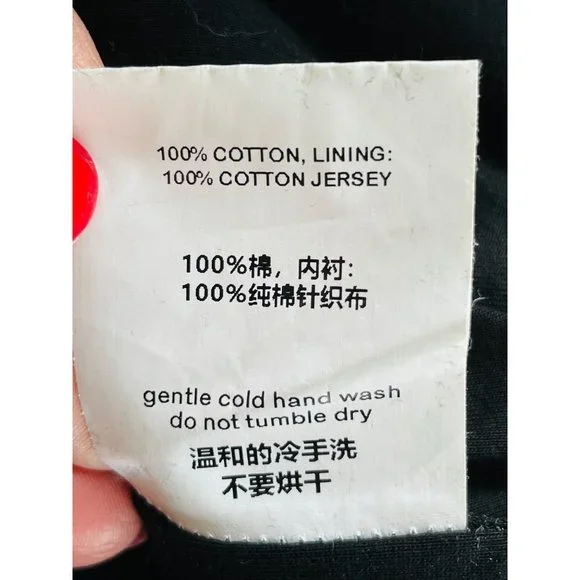 100% COTTON, LINING:
100% COTTON JERSEY
100%棉，内衬：
100%纯棉针织布
gentle cold hand wash
do not tumble dry
温和的冷手洗
不要烘干